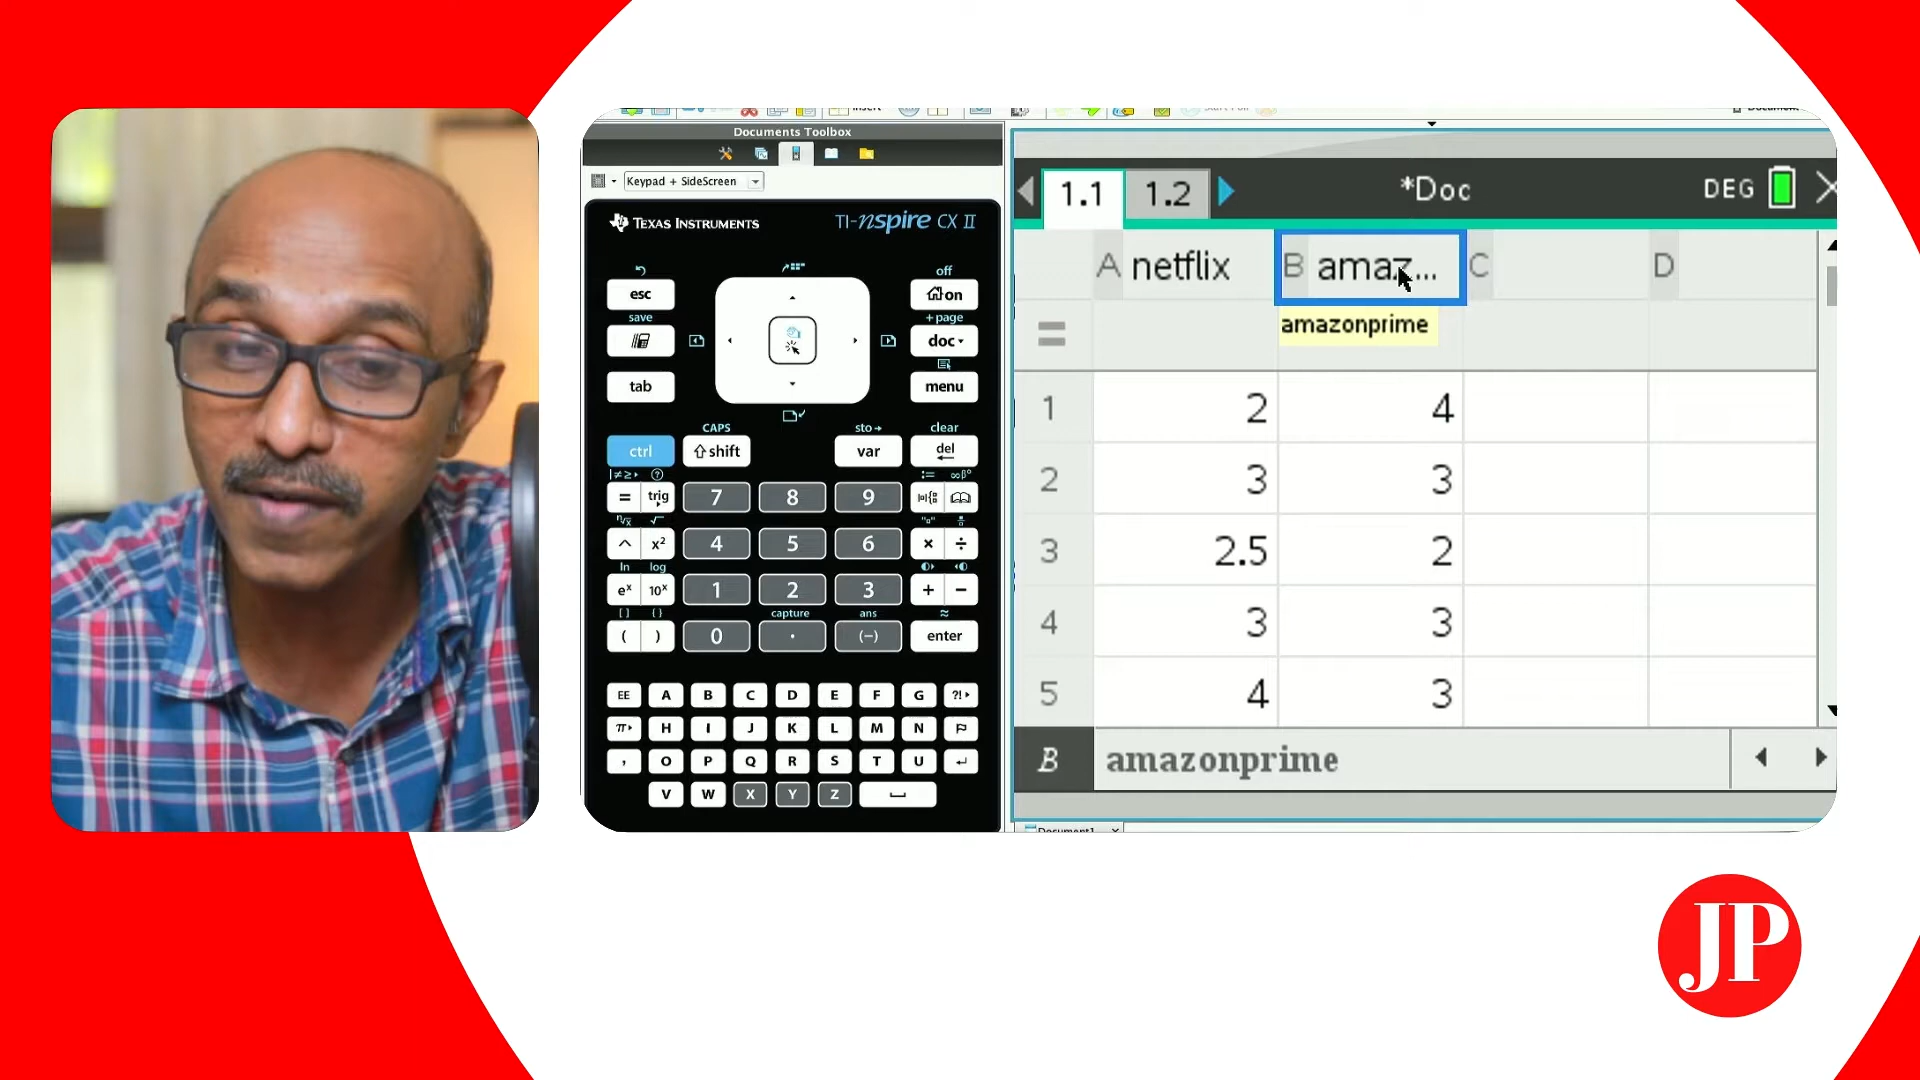 Insert
Documents Toolbox
Keypad + SideScreen
TEXAS INSTRUMENTS
TI-nspire CX II
off
esc
on
save
+ page
doc
tab
menu
CAPS
sto→
clear
ctrl
shift
var
del
=
trig
7
8
9
^
x²
4
5
6
×
÷
ln
log
eˣ
10ˣ
1
2
3
+
−
[ ]
{ }
capture
ans
≈
(
)
0
.
(−)
enter
EE
A
B
C
D
E
F
G
?!
π
H
I
J
K
L
M
N
,
O
P
Q
R
S
T
U
V
W
X
Y
Z
1.1
1.2
*Doc
DEG
A netflix
B amaz...
C
D
=
amazonprime
1 2 4
2 3 3
3 2.5 2
4 3 3
5 4 3
B amazonprime
JP